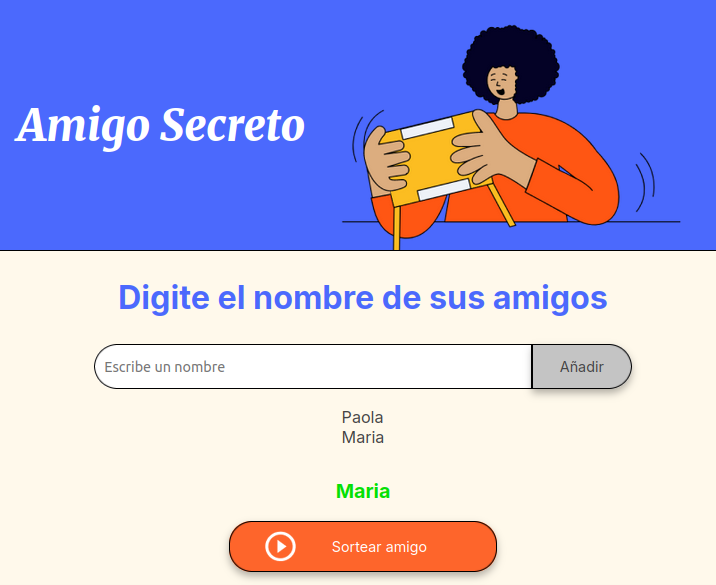 Amigo Secreto
Digite el nombre de sus amigos
Escribe un nombre
Añadir
Paola
Maria
Maria
Sortear amigo